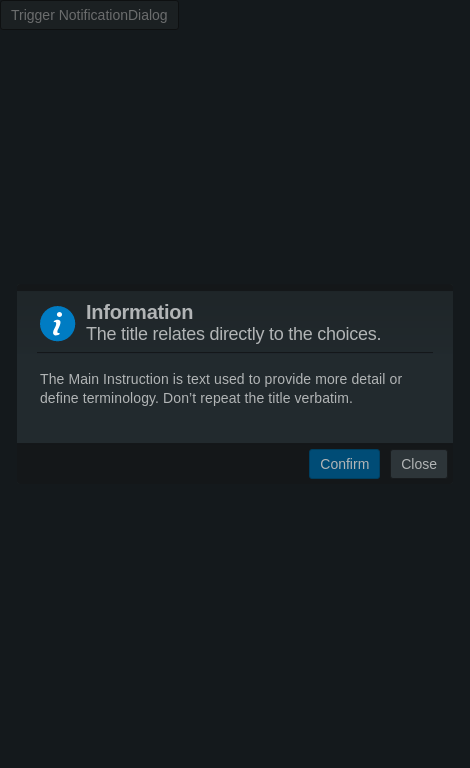 Trigger NotificationDialog
Information
The title relates directly to the choices.
The Main Instruction is text used to provide more detail or
define terminology. Don’t repeat the title verbatim.
Confirm
Close